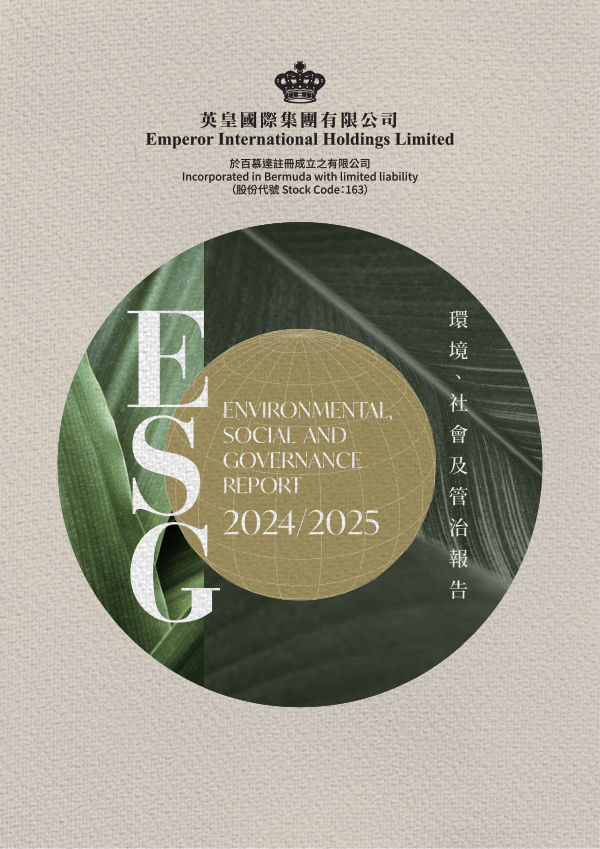 英皇國際集團有限公司
Emperor International Holdings Limited
於百慕達註冊成立之有限公司
Incorporated in Bermuda with limited liability
(股份代號 Stock Code：163)
ESG
ENVIRONMENTAL,
SOCIAL AND
GOVERNANCE
REPORT
2024/2025
環境、社會及管治報告